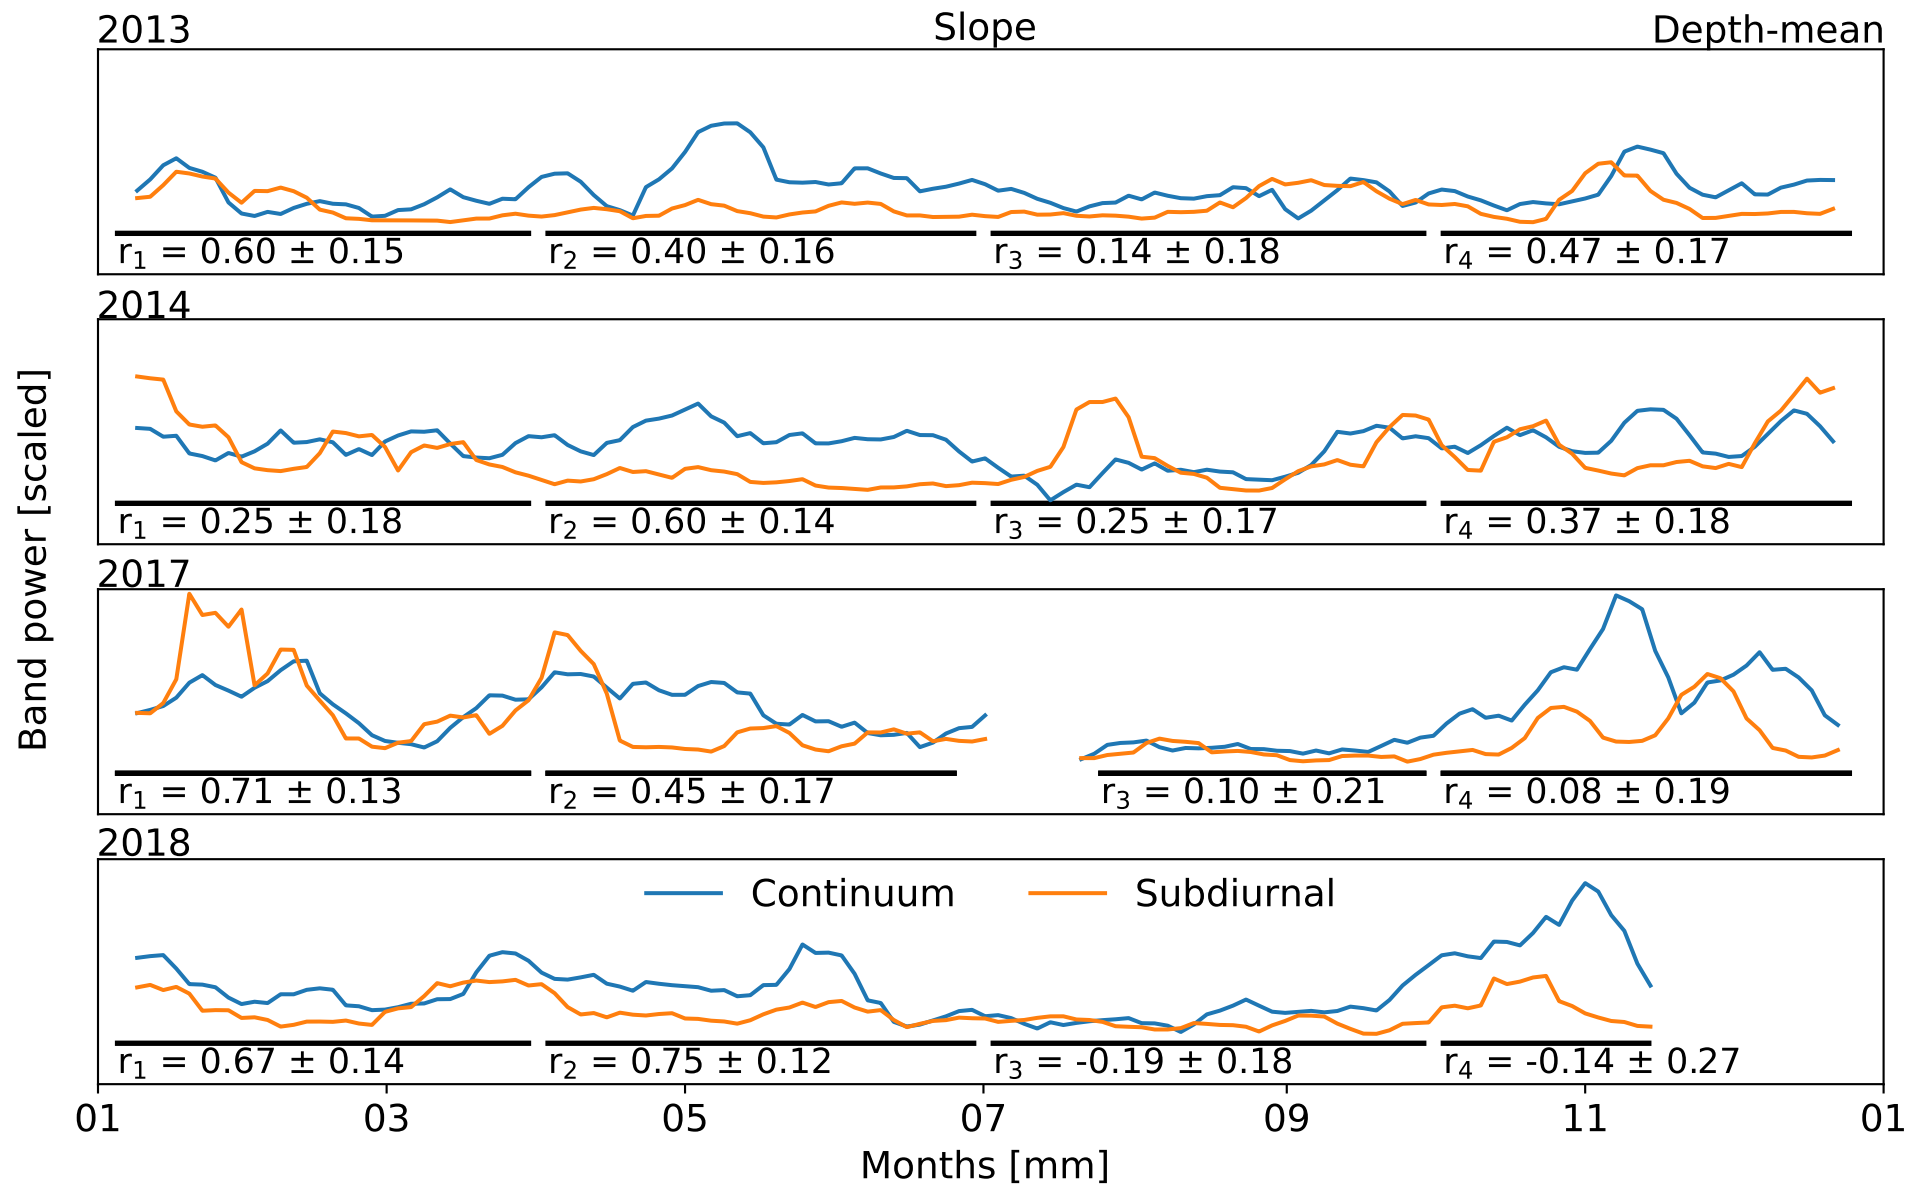 2013 Slope Depth-mean
r1 = 0.60 ± 0.15 r2 = 0.40 ± 0.16 r3 = 0.14 ± 0.18 r4 = 0.47 ± 0.17
2014
r1 = 0.25 ± 0.18 r2 = 0.60 ± 0.14 r3 = 0.25 ± 0.17 r4 = 0.37 ± 0.18
Band power [scaled]
2017
r1 = 0.71 ± 0.13 r2 = 0.45 ± 0.17 r3 = 0.10 ± 0.21 r4 = 0.08 ± 0.19
2018
Continuum Subdiurnal
r1 = 0.67 ± 0.14 r2 = 0.75 ± 0.12 r3 = -0.19 ± 0.18 r4 = -0.14 ± 0.27
01 03 05 07 09 11 01
Months [mm]